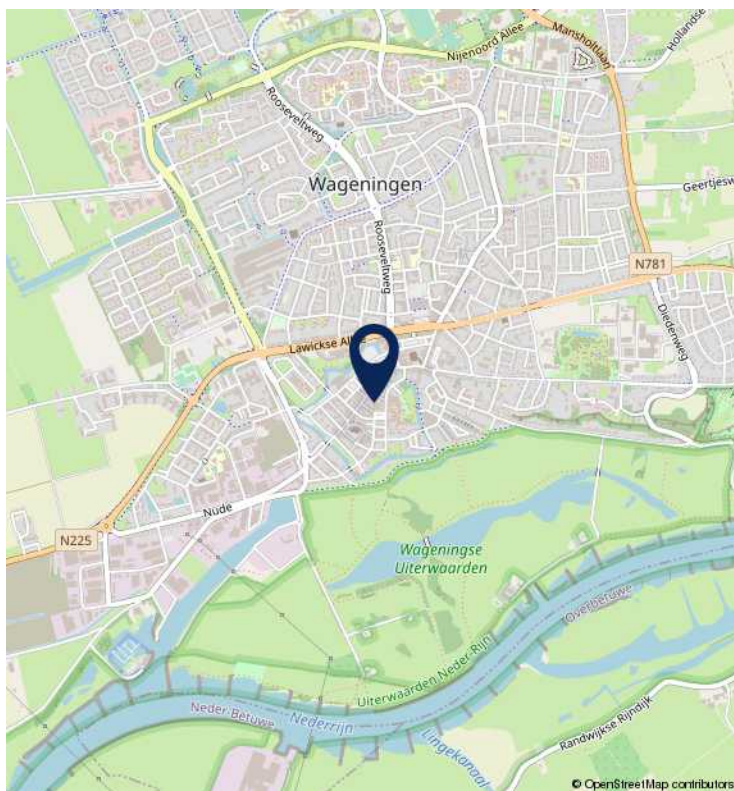 Nijenoord Allee
Mansholtlaan
Hollandse
Rooseveltweg
Wageningen
Geertjesw
Rooseveltweg
N781
Diedenweg
Lawickse Allee
Nude
N225
Wageningse
Uiterwaarden
Overbetuwe
Uiterwaarden Neder-Rijn
Neder-Betuwe
Nederrijn
Lingekanaal
Randwijkse Rijndijk
© OpenStreetMap contributors